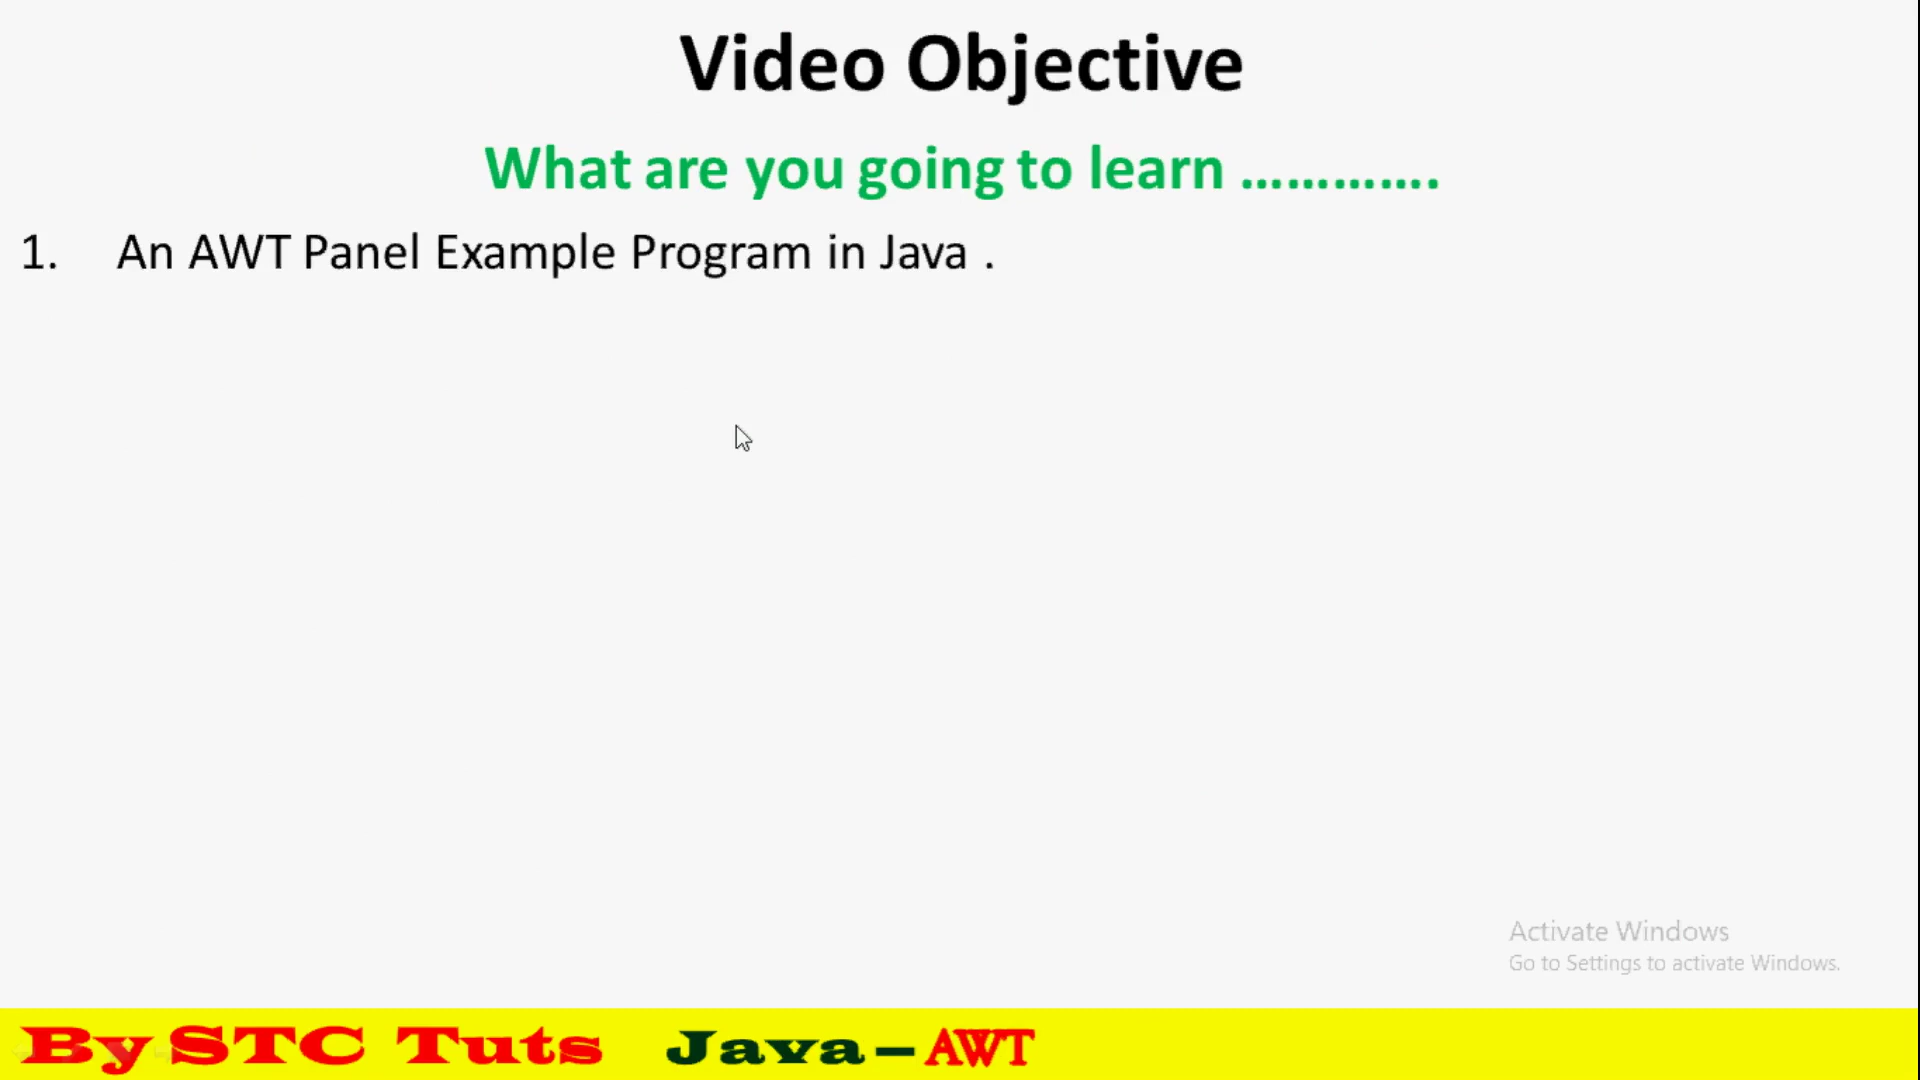 Video Objective
What are you going to learn .............
1. An AWT Panel Example Program in Java .
Activate Windows
Go to Settings to activate Windows.
By STC Tuts Java – AWT